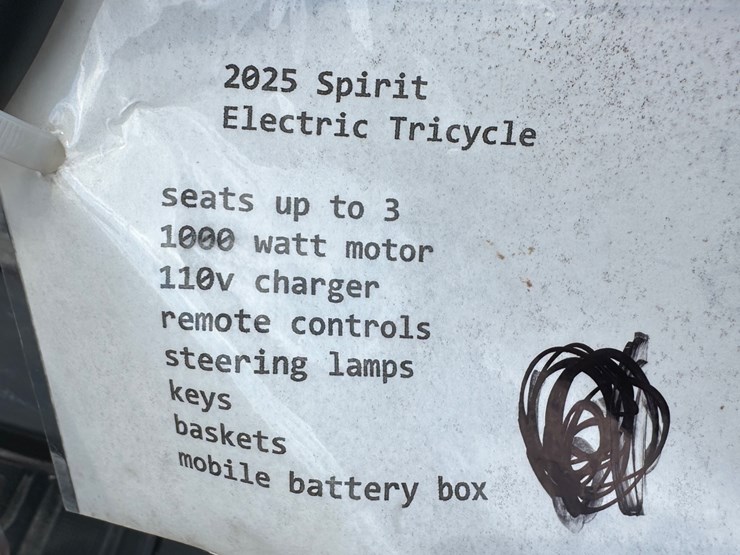 2025 Spirit
Electric Tricycle
seats up to 3
1000 watt motor
110v charger
remote controls
steering lamps
keys
baskets
mobile battery box